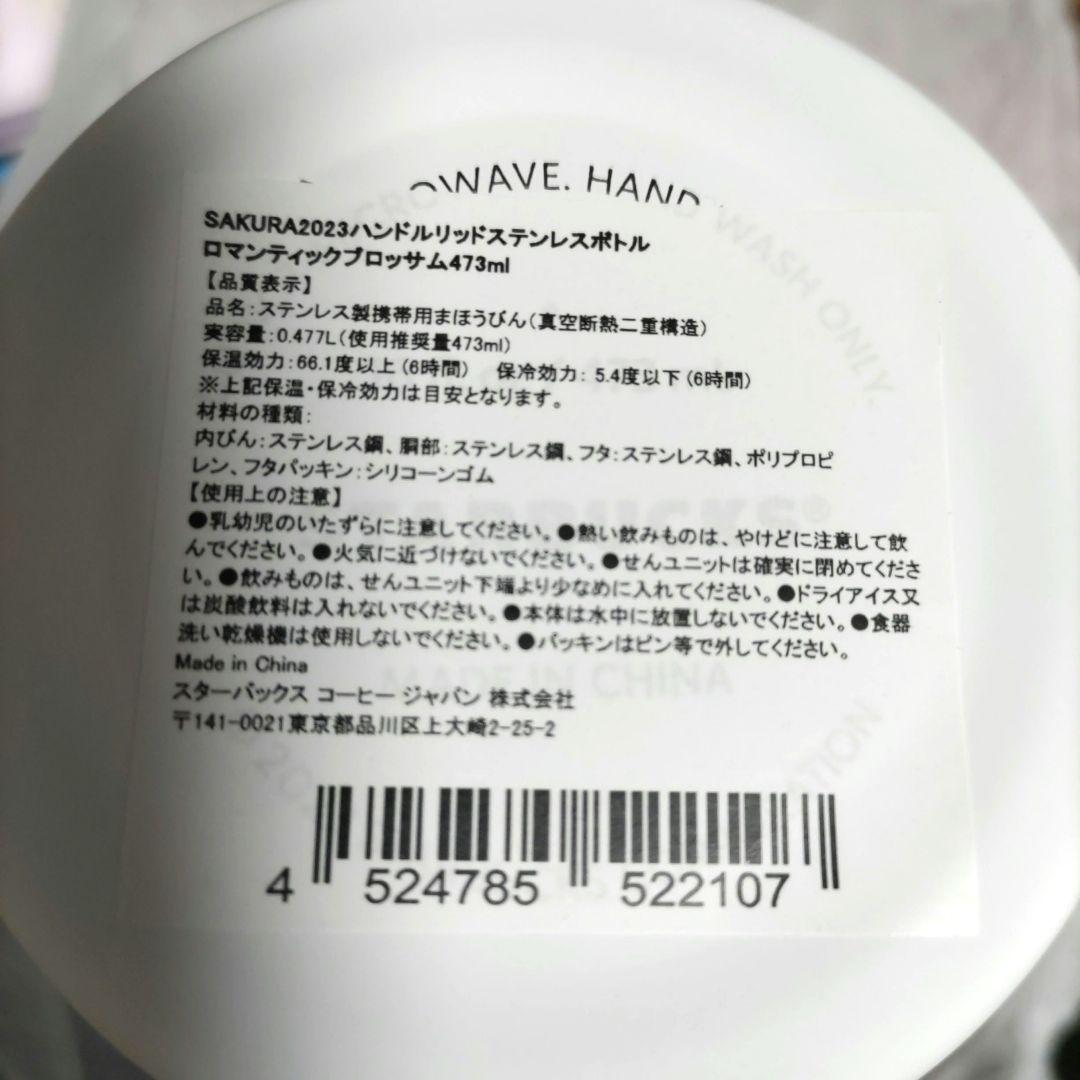 CROWAVE. HAND WASH ONLY.
SAKURA2023ハンドルリッドステンレスボトル
ロマンティックブロッサム473ml
【品質表示】
品名:ステンレス製携帯用まほうびん(真空断熱二重構造)
実容量:0.477L(使用推奨量473ml)
保温効力:66.1度以上(6時間) 保冷効力: 5.4度以下(6時間)
※上記保温・保冷効力は目安となります。
材料の種類:
内びん:ステンレス鋼、胴部:ステンレス鋼、フタ:ステンレス鋼、ポリプロピ
レン、フタパッキン:シリコーンゴム
【使用上の注意】
●乳幼児のいたずらに注意してください。●熱い飲みものは、やけどに注意して飲
んでください。●火気に近づけないでください。●せんユニットは確実に閉めてくださ
い。●飲みものは、せんユニット下端より少なめに入れてください。●ドライアイス又
は炭酸飲料は入れないでください。●本体は水中に放置しないでください。●食器
洗い乾燥機は使用しないでください。●パッキンはピン等で外してください。
Made in China
MADE IN CHINA
スターバックス コーヒー ジャパン 株式会社
〒141-0021東京都品川区上大崎2-25-2
4 524785 522107